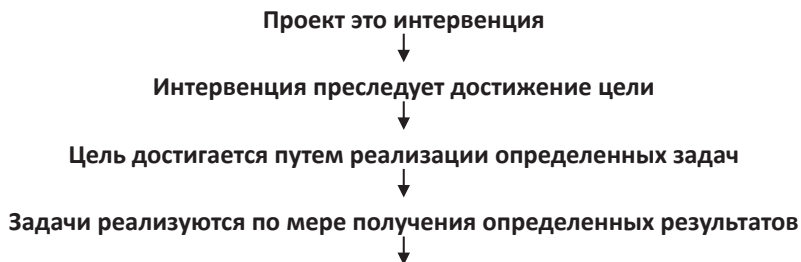 Проект это интервенция
Интервенция преследует достижение цели
Цель достигается путем реализации определенных задач
Задачи реализуются по мере получения определенных результатов